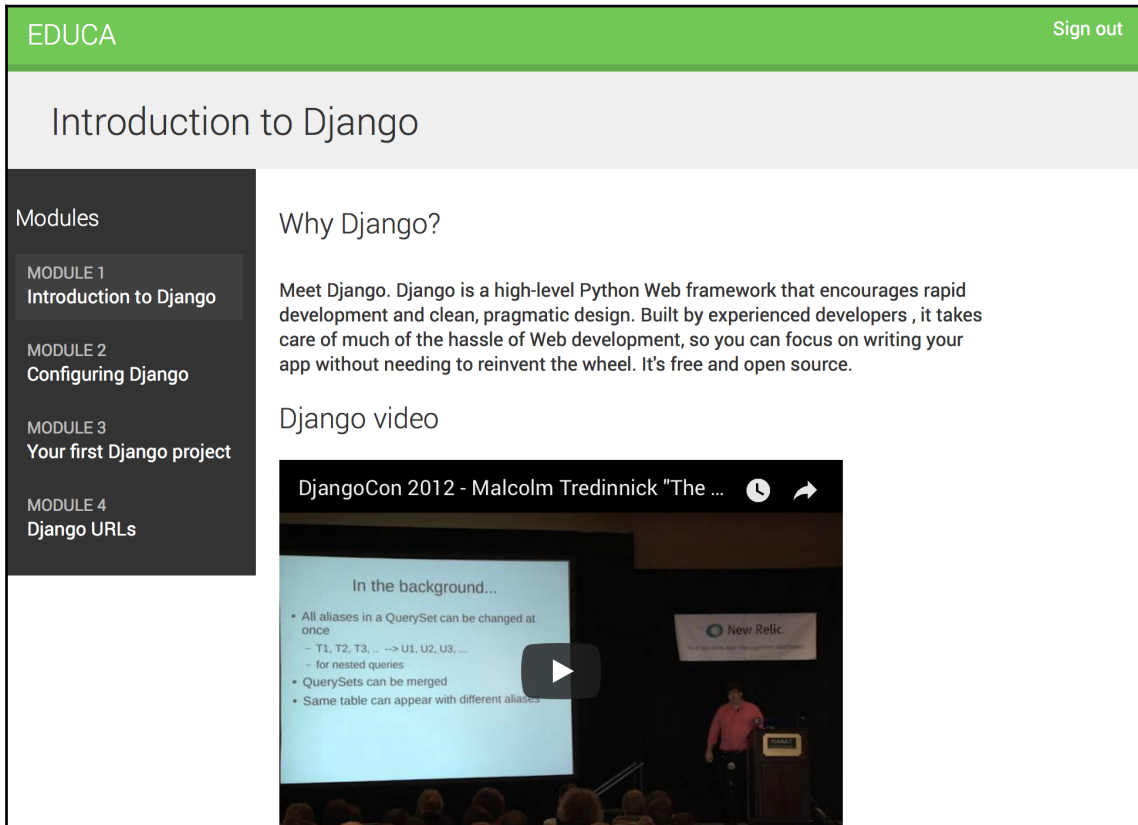 EDUCA
Sign out
Introduction to Django
Modules
MODULE 1
Introduction to Django
MODULE 2
Configuring Django
MODULE 3
Your first Django project
MODULE 4
Django URLs
Why Django?
Meet Django. Django is a high-level Python Web framework that encourages rapid
development and clean, pragmatic design. Built by experienced developers , it takes
care of much of the hassle of Web development, so you can focus on writing your
app without needing to reinvent the wheel. It's free and open source.
Django video
DjangoCon 2012 - Malcolm Tredinnick "The ...
In the background...
• All aliases in a QuerySet can be changed at
once
– T1, T2, T3, .. --> U1, U2, U3, ...
– for nested queries
• QuerySets can be merged
• Same table can appear with different aliases
New Relic.